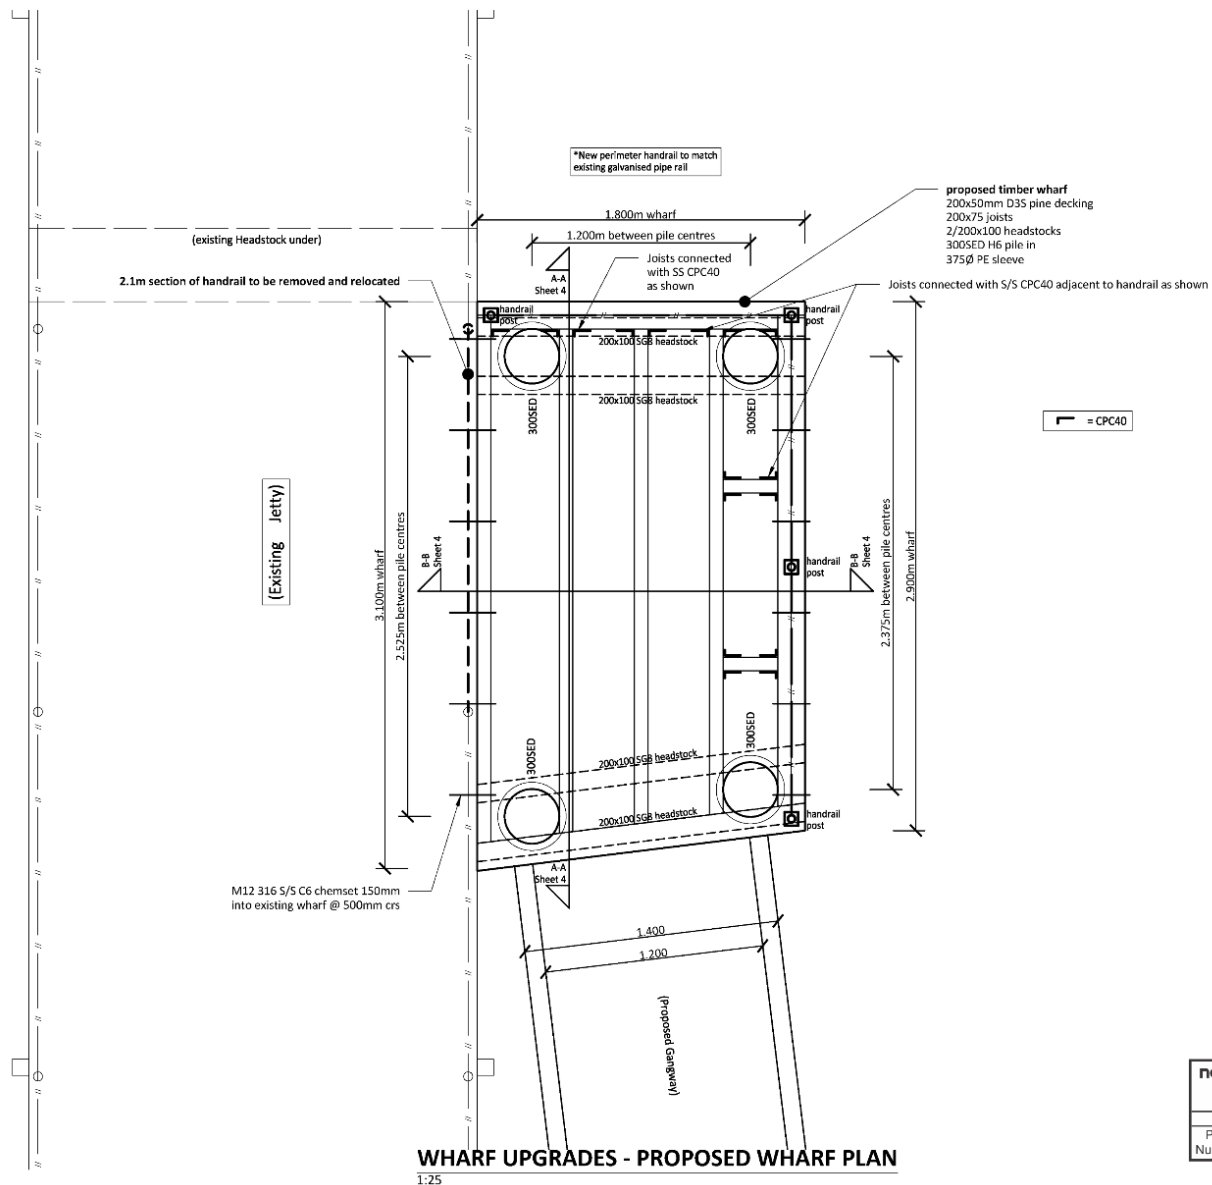 *New perimeter handrail to match
existing galvanised pipe rail
proposed timber wharf
200x50mm D3S pine decking
200x75 joists
2/200x100 headstocks
300SED H6 pile in
375Ø PE sleeve
1.800m wharf
1.200m between pile centres
(existing Headstock under)
A-A
Sheet 4
Joists connected
with SS CPC40
as shown
2.1m section of handrail to be removed and relocated
Joists connected with S/S CPC40 adjacent to handrail as shown
handrail
post
handrail
post
200x100 SG8 headstock
200x100 SG8 headstock
300SED
300SED
= CPC40
(Existing Jetty)
3.100m wharf
2.525m between pile centres
B-B
Sheet 4
handrail
post
B-B
Sheet 4
2.375m between pile centres
2.900m wharf
300SED
300SED
200x100 SG8 headstock
200x100 SG8 headstock
handrail
post
A-A
Sheet 4
M12 316 S/S C6 chemset 150mm
into existing wharf @ 500mm crs
1.400
1.200
(Proposed Gangway)
WHARF UPGRADES - PROPOSED WHARF PLAN
1:25